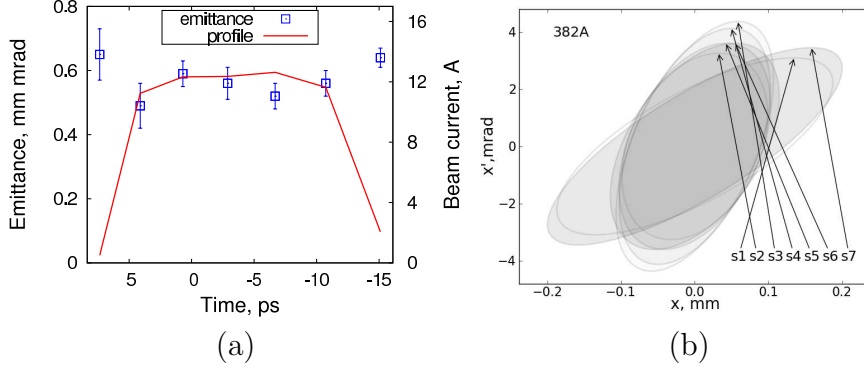 emittance
profile
Emittance, mm mrad
0.8
0.6
0.4
0.2
0
16
12
8
4
0
Beam current, A
5 0 -5 -10 -15
Time, ps
(a)
382A
x',mrad
4
2
0
−2
−4
s1 s2 s3 s4 s5 s6 s7
−0.2 −0.1 0.0 0.1 0.2
x, mm
(b)